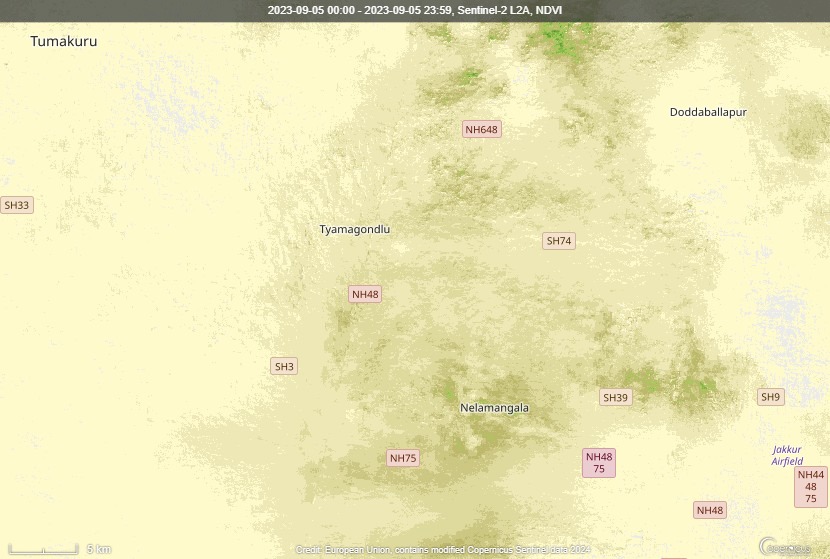 2023-09-05 00:00 - 2023-09-05 23:59, Sentinel-2 L2A, NDVI
Tumakuru
Doddaballapur
NH648
SH33
Tyamagondlu
SH74
NH48
SH3
SH39
SH9
Nelamangala
NH75
NH48
75
Jakkur
Airfield
NH44
48
75
NH48
5 km
Credit: European Union, contains modified Copernicus Sentinel data 2024
opernicus